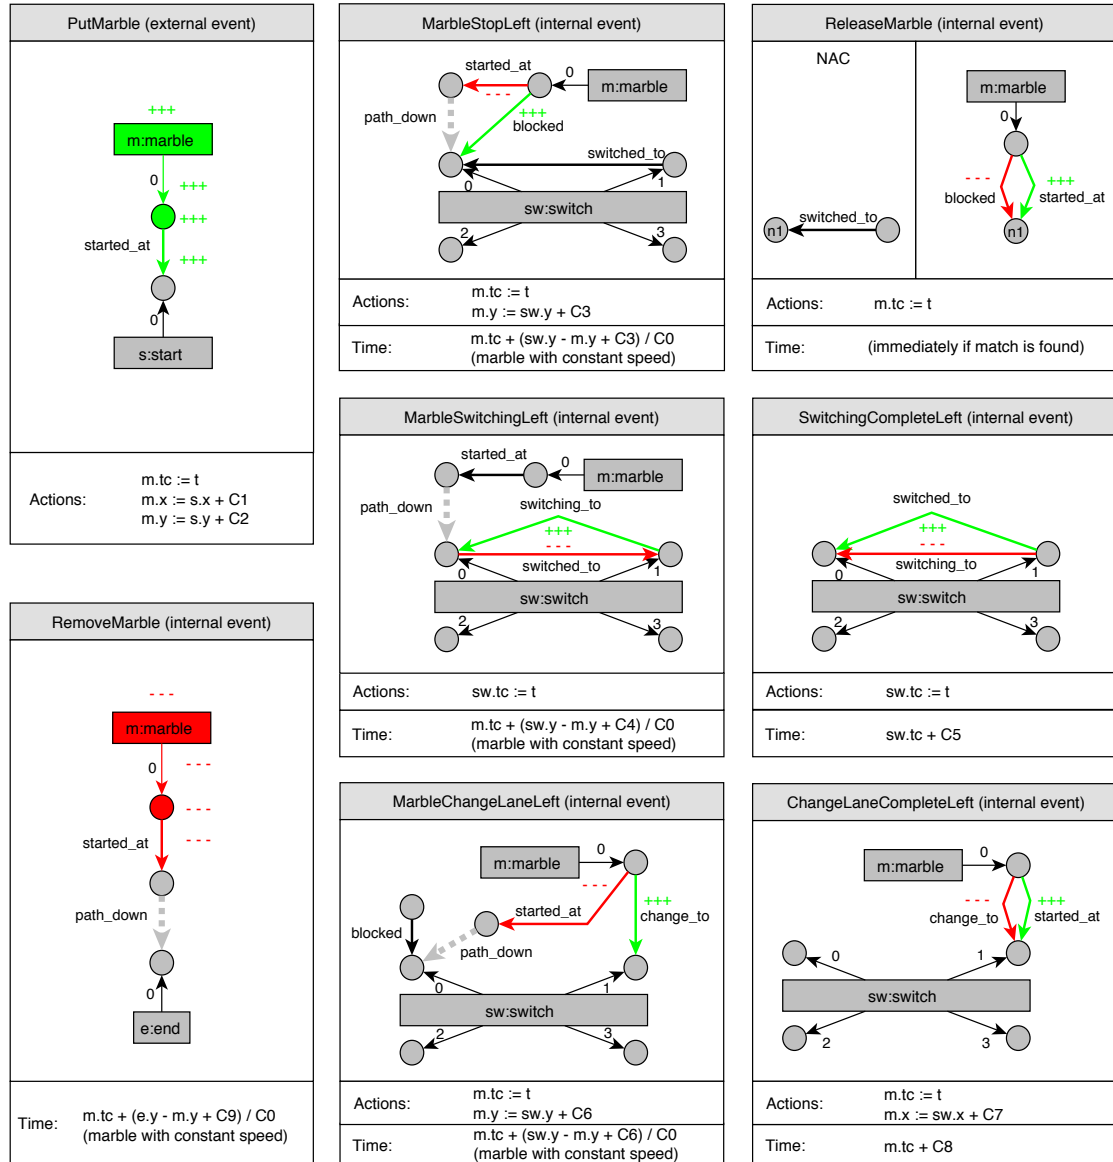 PutMarble (external event)
+++
m:marble
0
+++
+++
started_at
+++
0
s:start
Actions:
m.tc := t
m.x := s.x + C1
m.y := s.y + C2
RemoveMarble (internal event)
- - -
m:marble
0
- - -
- - -
started_at
- - -
path_down
0
e:end
Time:
m.tc + (e.y - m.y + C9) / C0
(marble with constant speed)
MarbleStopLeft (internal event)
started_at
0
m:marble
- - -
path_down
+++
blocked
switched_to
0
1
sw:switch
2
3
Actions:
m.tc := t
m.y := sw.y + C3
Time:
m.tc + (sw.y - m.y + C3) / C0
(marble with constant speed)
MarbleSwitchingLeft (internal event)
started_at
0
m:marble
path_down
switching_to
+++
- - -
switched_to
0
1
sw:switch
2
3
Actions:
sw.tc := t
Time:
m.tc + (sw.y - m.y + C4) / C0
(marble with constant speed)
MarbleChangeLaneLeft (internal event)
m:marble
0
- - -
+++
started_at
change_to
blocked
path_down
0
1
sw:switch
2
3
Actions:
m.tc := t
m.y := sw.y + C6
Time:
m.tc + (sw.y - m.y + C6) / C0
(marble with constant speed)
ReleaseMarble (internal event)
NAC
switched_to
n1
m:marble
0
- - -
+++
blocked
started_at
n1
Actions:
m.tc := t
Time:
(immediately if match is found)
SwitchingCompleteLeft (internal event)
switched_to
+++
- - -
switching_to
0
1
sw:switch
2
3
Actions:
sw.tc := t
Time:
sw.tc + C5
ChangeLaneCompleteLeft (internal event)
m:marble
0
- - -
+++
change_to
started_at
0
1
sw:switch
2
3
Actions:
m.tc := t
m.x := sw.x + C7
Time:
m.tc + C8